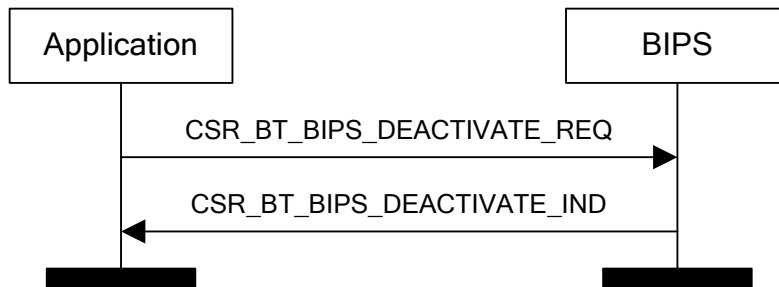 Application
BIPS
CSR_BT_BIPS_DEACTIVATE_REQ
CSR_BT_BIPS_DEACTIVATE_IND